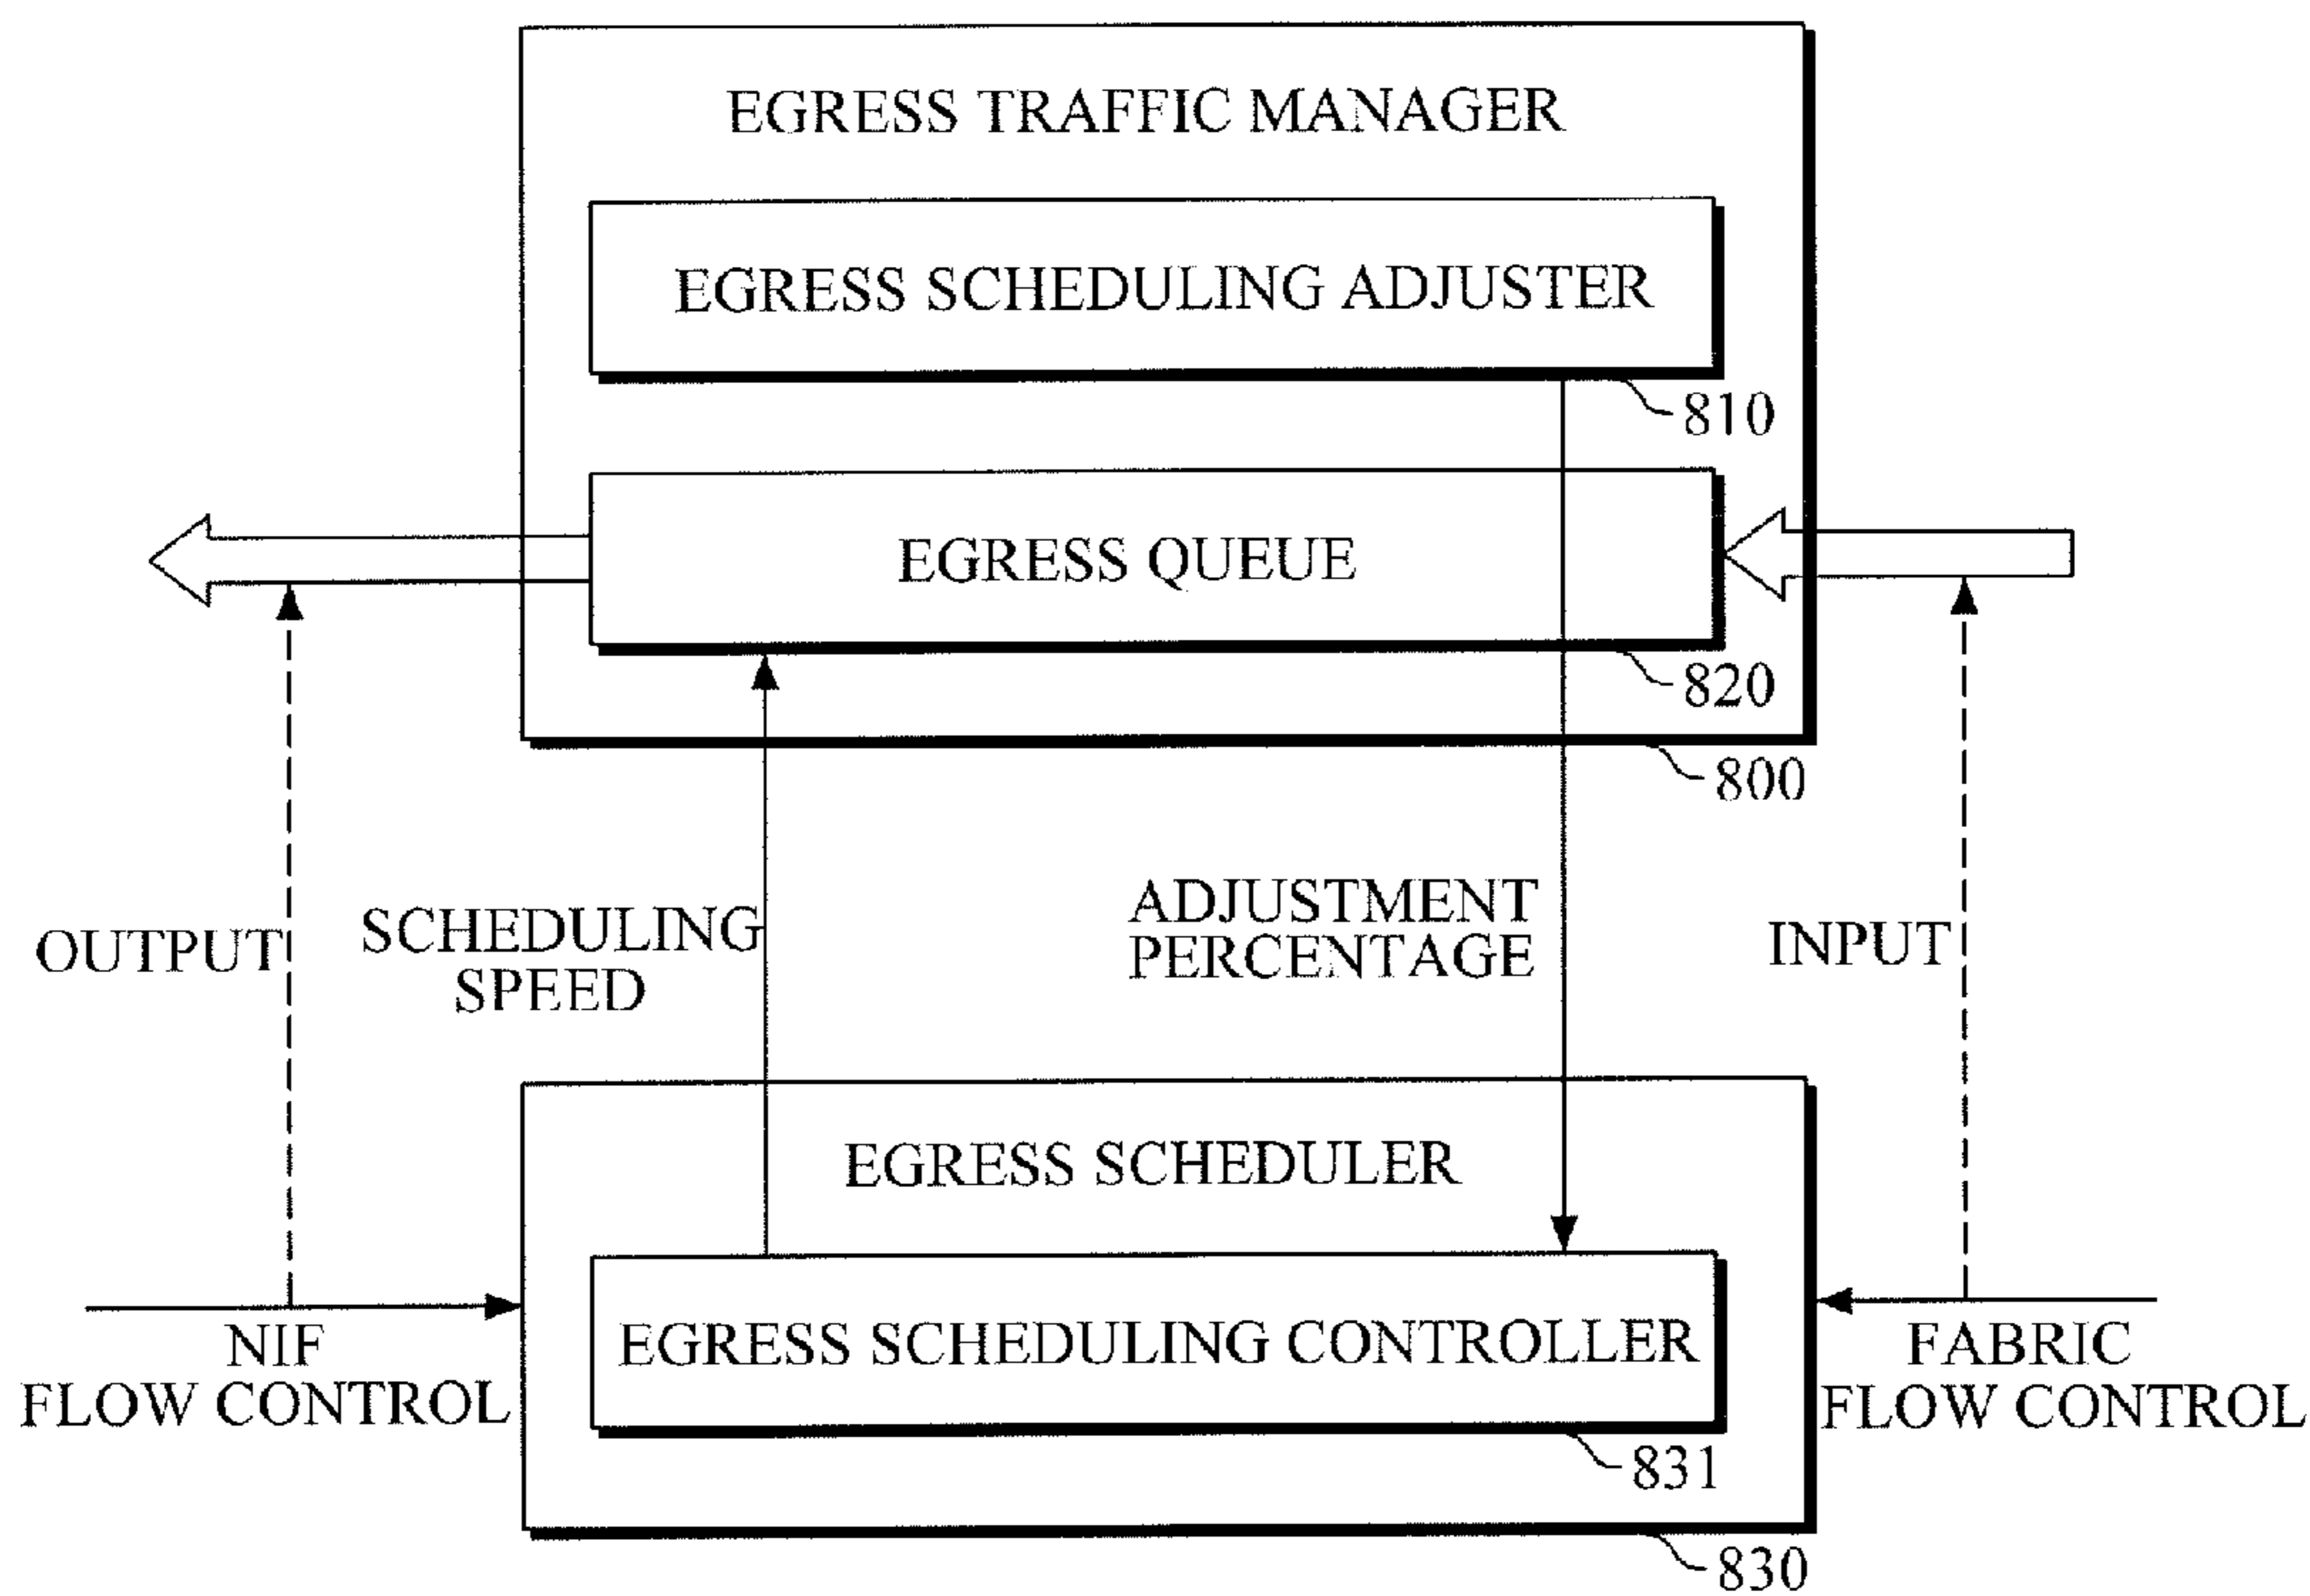 EGRESS TRAFFIC MANAGER
EGRESS SCHEDULING ADJUSTER
810
EGRESS QUEUE
820
800
OUTPUT
SCHEDULING
SPEED
ADJUSTMENT
PERCENTAGE
INPUT
EGRESS SCHEDULER
EGRESS SCHEDULING CONTROLLER
831
830
NIF
FLOW CONTROL
FABRIC
FLOW CONTROL